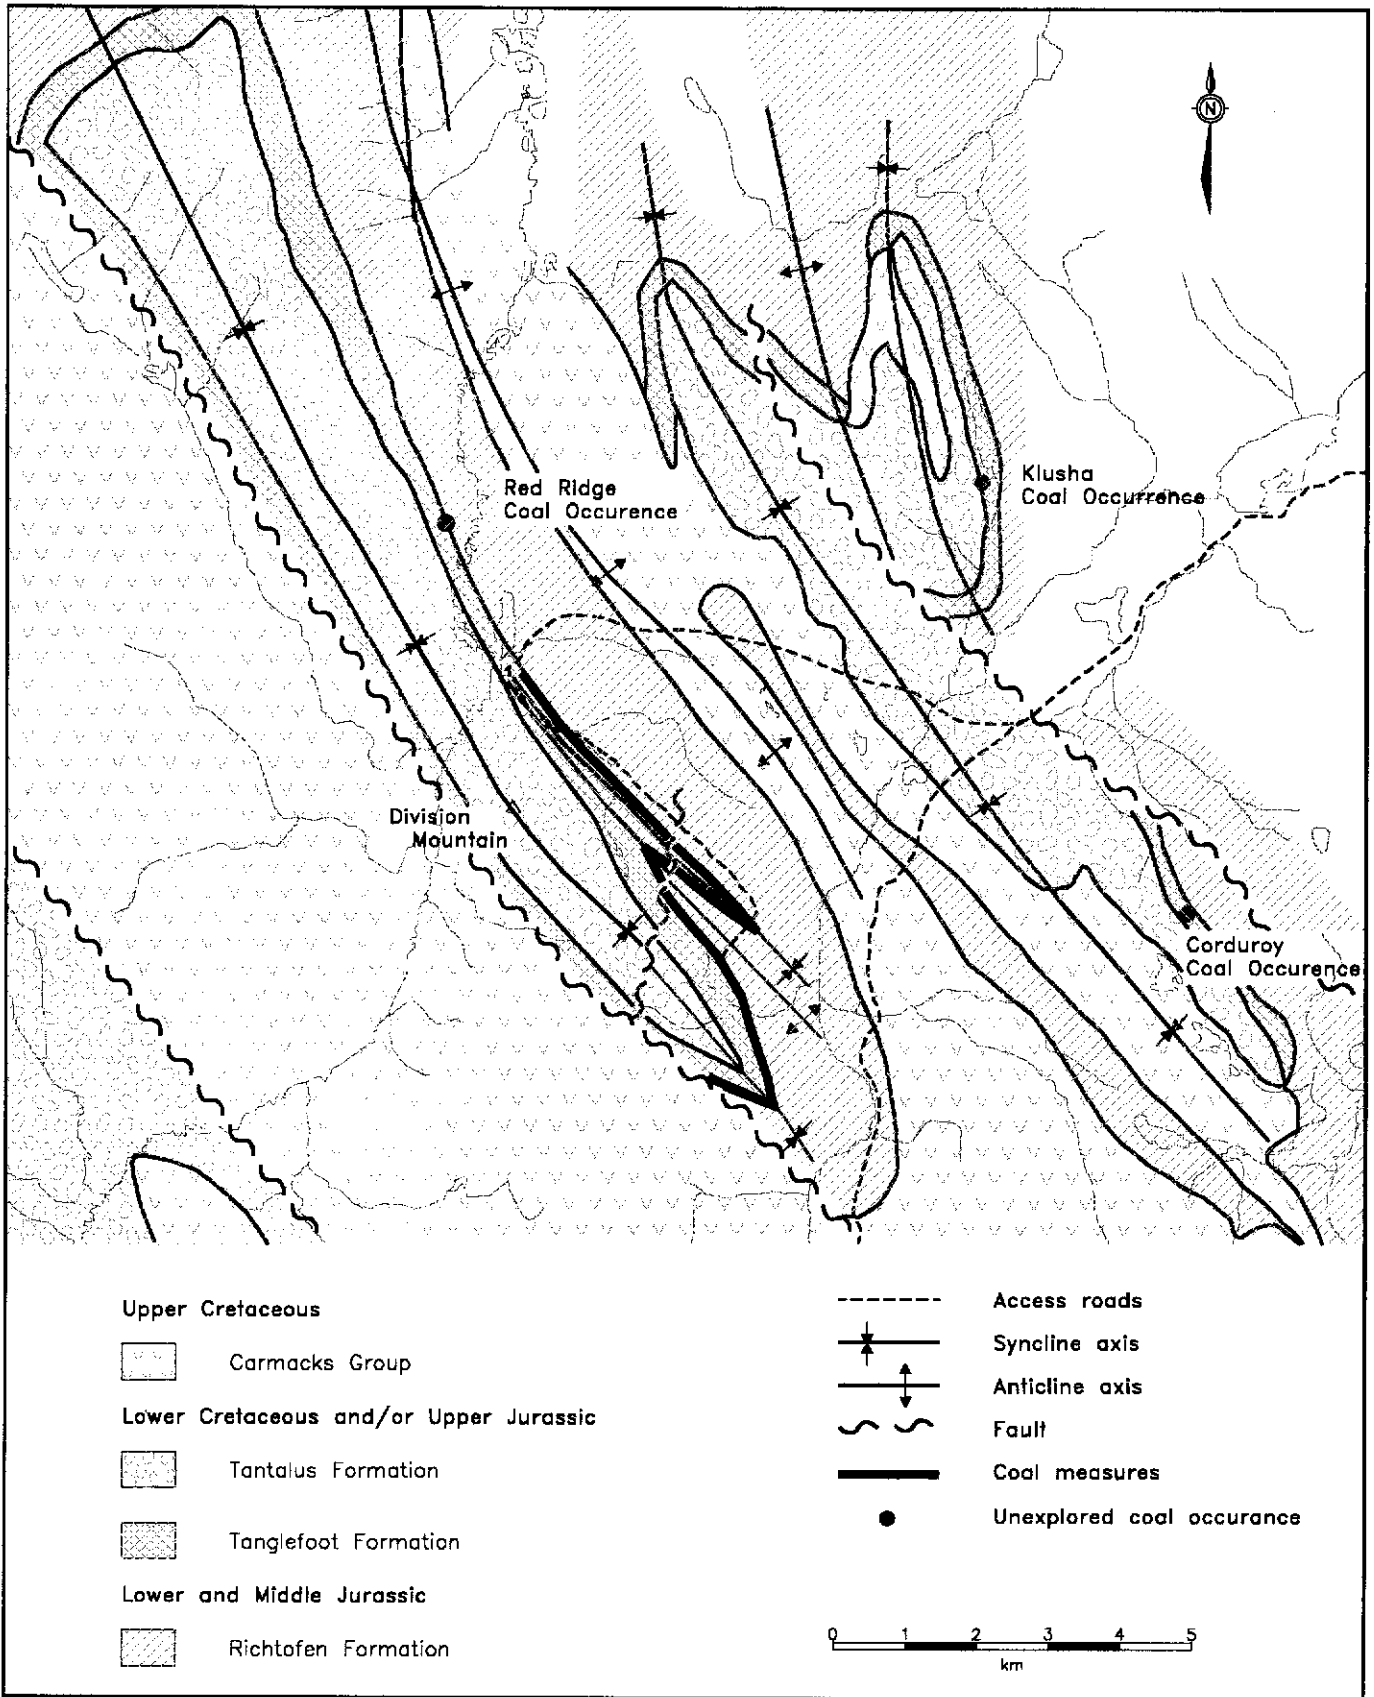 N
Red Ridge
Coal Occurence
Klusha
Coal Occurrence
Division
Mountain
Corduroy
Coal Occurence
Upper Cretaceous
Carmacks Group
Lower Cretaceous and/or Upper Jurassic
Tantalus Formation
Tanglefoot Formation
Lower and Middle Jurassic
Richtofen Formation
Access roads
Syncline axis
Anticline axis
Fault
Coal measures
Unexplored coal occurance
0 1 2 3 4 5
km